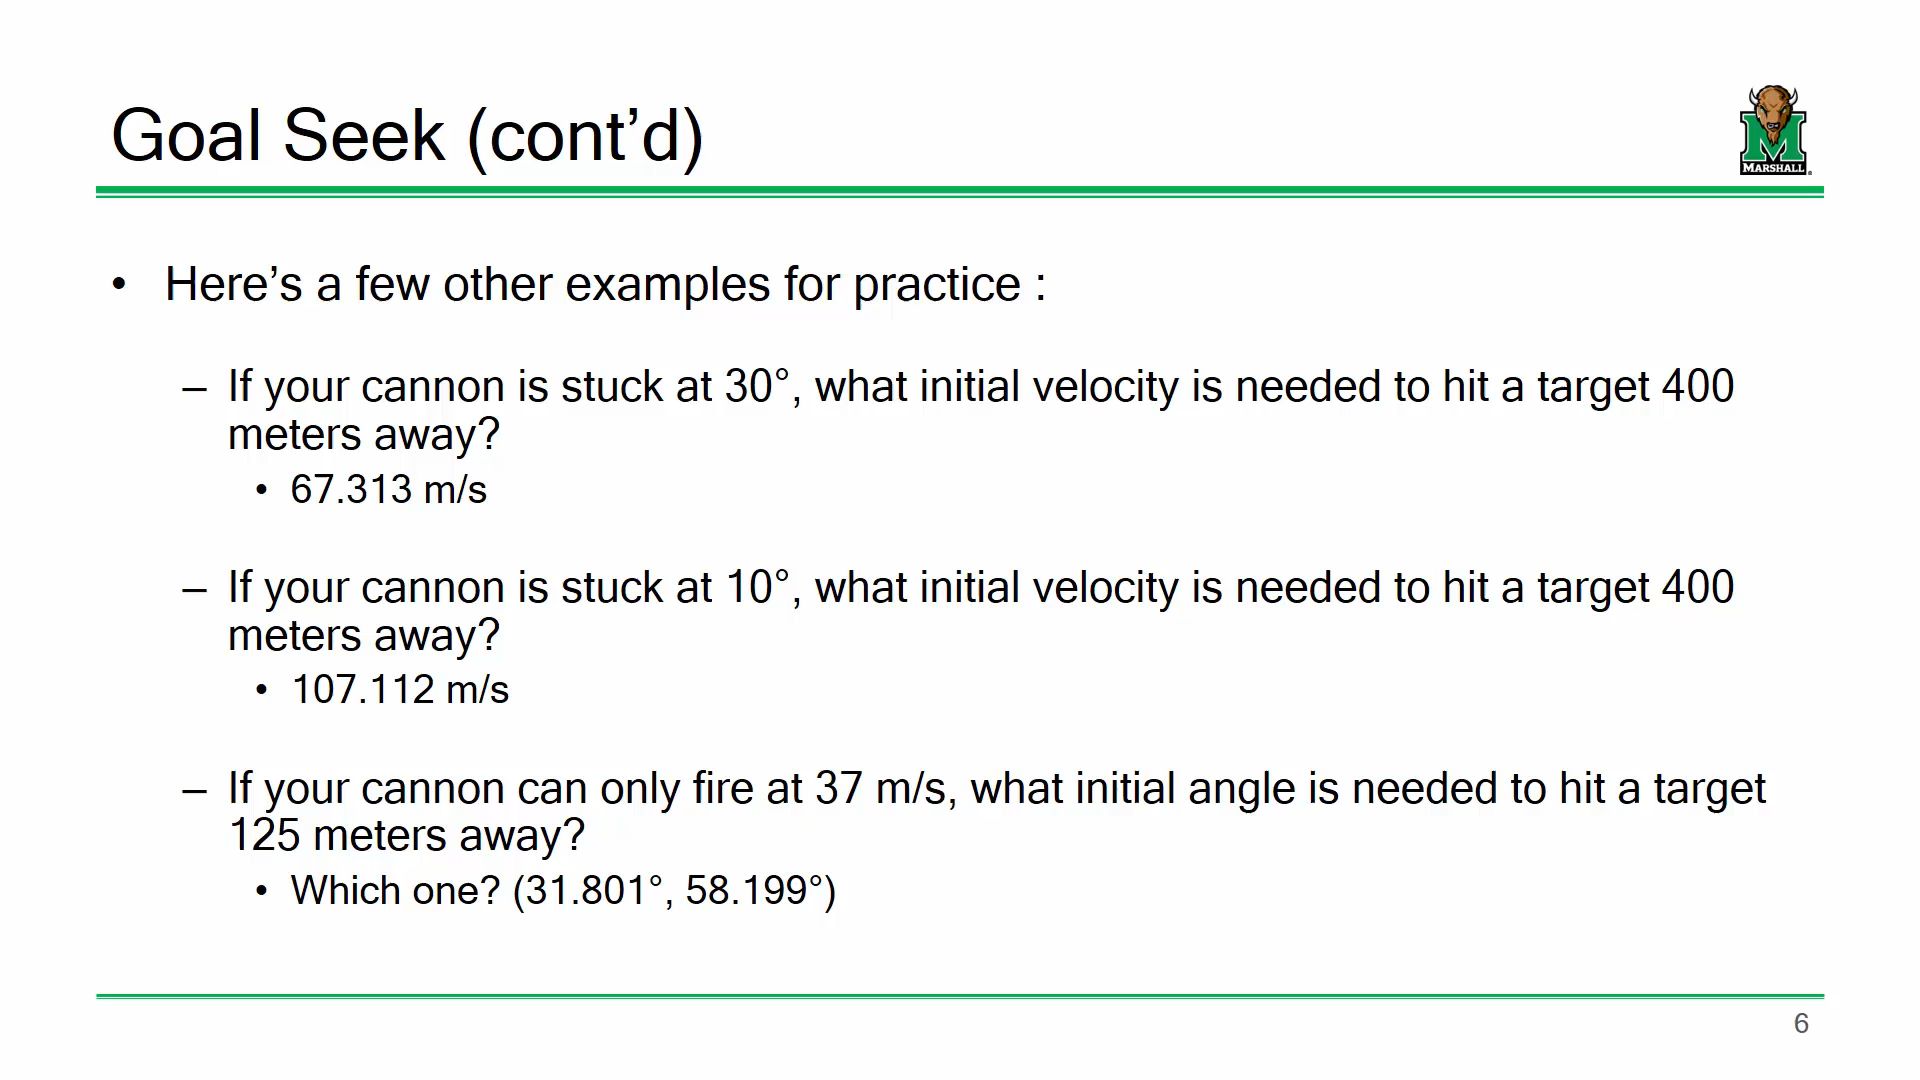 Goal Seek (cont’d)
MARSHALL
• Here’s a few other examples for practice :
– If your cannon is stuck at 30°, what initial velocity is needed to hit a target 400
meters away?
• 67.313 m/s
– If your cannon is stuck at 10°, what initial velocity is needed to hit a target 400
meters away?
• 107.112 m/s
– If your cannon can only fire at 37 m/s, what initial angle is needed to hit a target
125 meters away?
• Which one? (31.801°, 58.199°)
6